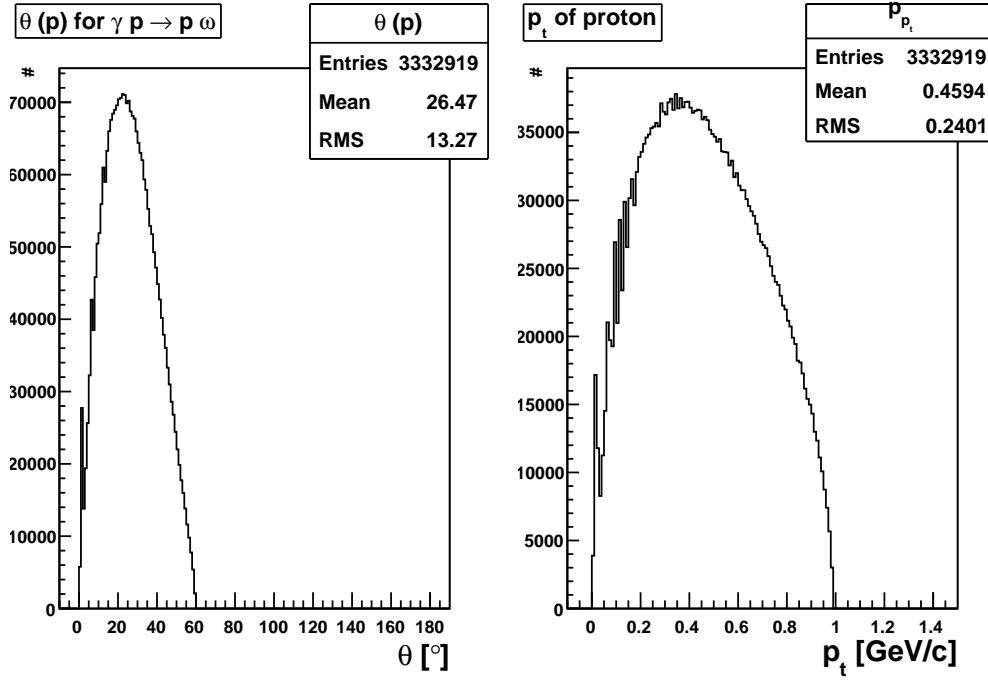 θ (p) for γ p → p ω
θ (p)
Entries 3332919
Mean 26.47
RMS 13.27
#
70000
60000
50000
40000
30000
20000
10000
0
0 20 40 60 80 100 120 140 160 180
θ [°]
p_t of proton
p_p_t
Entries 3332919
Mean 0.4594
RMS 0.2401
#
35000
30000
25000
20000
15000
10000
5000
0
0 0.2 0.4 0.6 0.8 1 1.2 1.4
p_t [GeV/c]